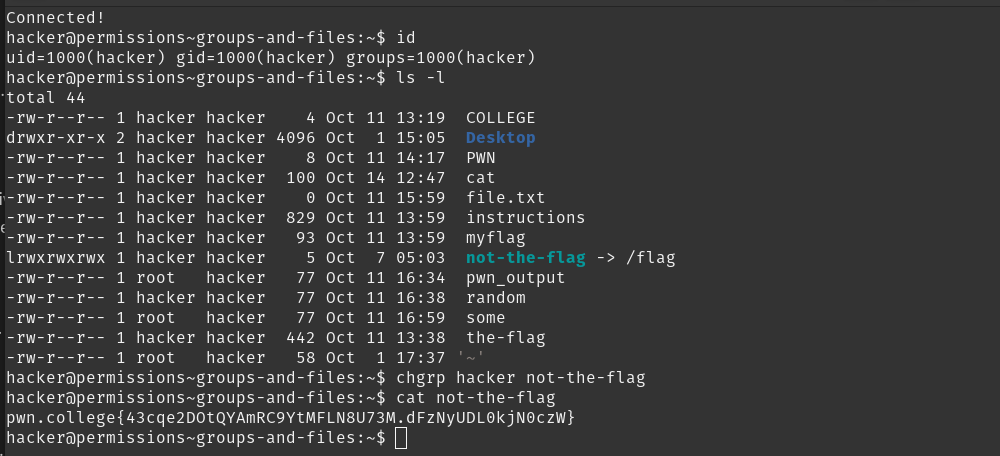 Connected!
hacker@permissions~groups-and-files:~$ id
uid=1000(hacker) gid=1000(hacker) groups=1000(hacker)
hacker@permissions~groups-and-files:~$ ls -l
total 44
-rw-r--r-- 1 hacker hacker    4 Oct 11 13:19  COLLEGE
drwxr-xr-x 2 hacker hacker 4096 Oct  1 15:05  Desktop
-rw-r--r-- 1 hacker hacker    8 Oct 11 14:17  PWN
-rw-r--r-- 1 hacker hacker  100 Oct 14 12:47  cat
-rw-r--r-- 1 hacker hacker    0 Oct 11 15:59  file.txt
-rw-r--r-- 1 hacker hacker  829 Oct 11 13:59  instructions
-rw-r--r-- 1 hacker hacker   93 Oct 11 13:59  myflag
lrwxrwxrwx 1 hacker hacker    5 Oct  7 05:03  not-the-flag -> /flag
-rw-r--r-- 1 root   hacker   77 Oct 11 16:34  pwn_output
-rw-r--r-- 1 hacker hacker   77 Oct 11 16:38  random
-rw-r--r-- 1 root   hacker   77 Oct 11 16:59  some
-rw-r--r-- 1 hacker hacker  442 Oct 11 13:38  the-flag
-rw-r--r-- 1 root   hacker   58 Oct  1 17:37 '~'
hacker@permissions~groups-and-files:~$ chgrp hacker not-the-flag
hacker@permissions~groups-and-files:~$ cat not-the-flag
pwn.college{43cqe2DOtQYAmRC9YtMFLN8U73M.dFzNyUDL0kjN0czW}
hacker@permissions~groups-and-files:~$